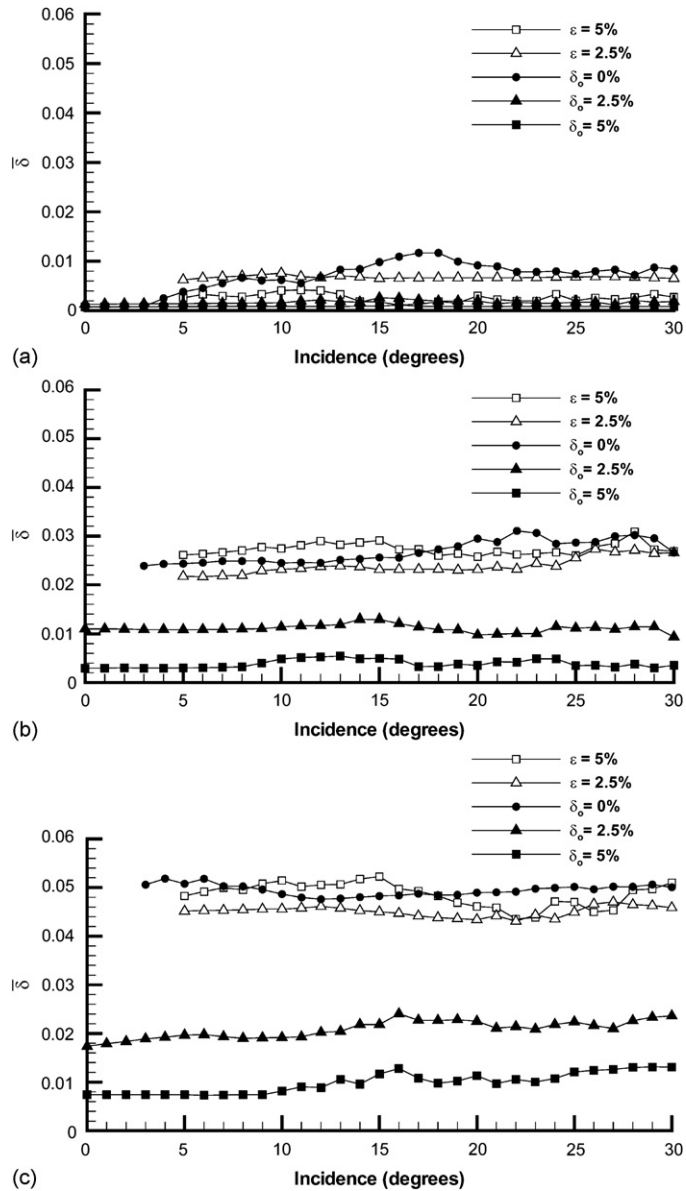 ε = 5%
ε = 2.5%
δo= 0%
δo= 2.5%
δo= 5%
0.06
0.05
0.04
0.03
0.02
0.01
0
δ̅
0 5 10 15 20 25 30
(a)
Incidence (degrees)
0.06
ε = 5%
ε = 2.5%
δo= 0%
δo= 2.5%
δo= 5%
0.05
0.04
0.03
0.02
0.01
0
δ̅
0 5 10 15 20 25 30
(b)
Incidence (degrees)
ε = 5%
ε = 2.5%
δo= 0%
δo= 2.5%
δo= 5%
0.06
0.05
0.04
0.03
0.02
0.01
0
δ̅
0 5 10 15 20 25 30
(c)
Incidence (degrees)